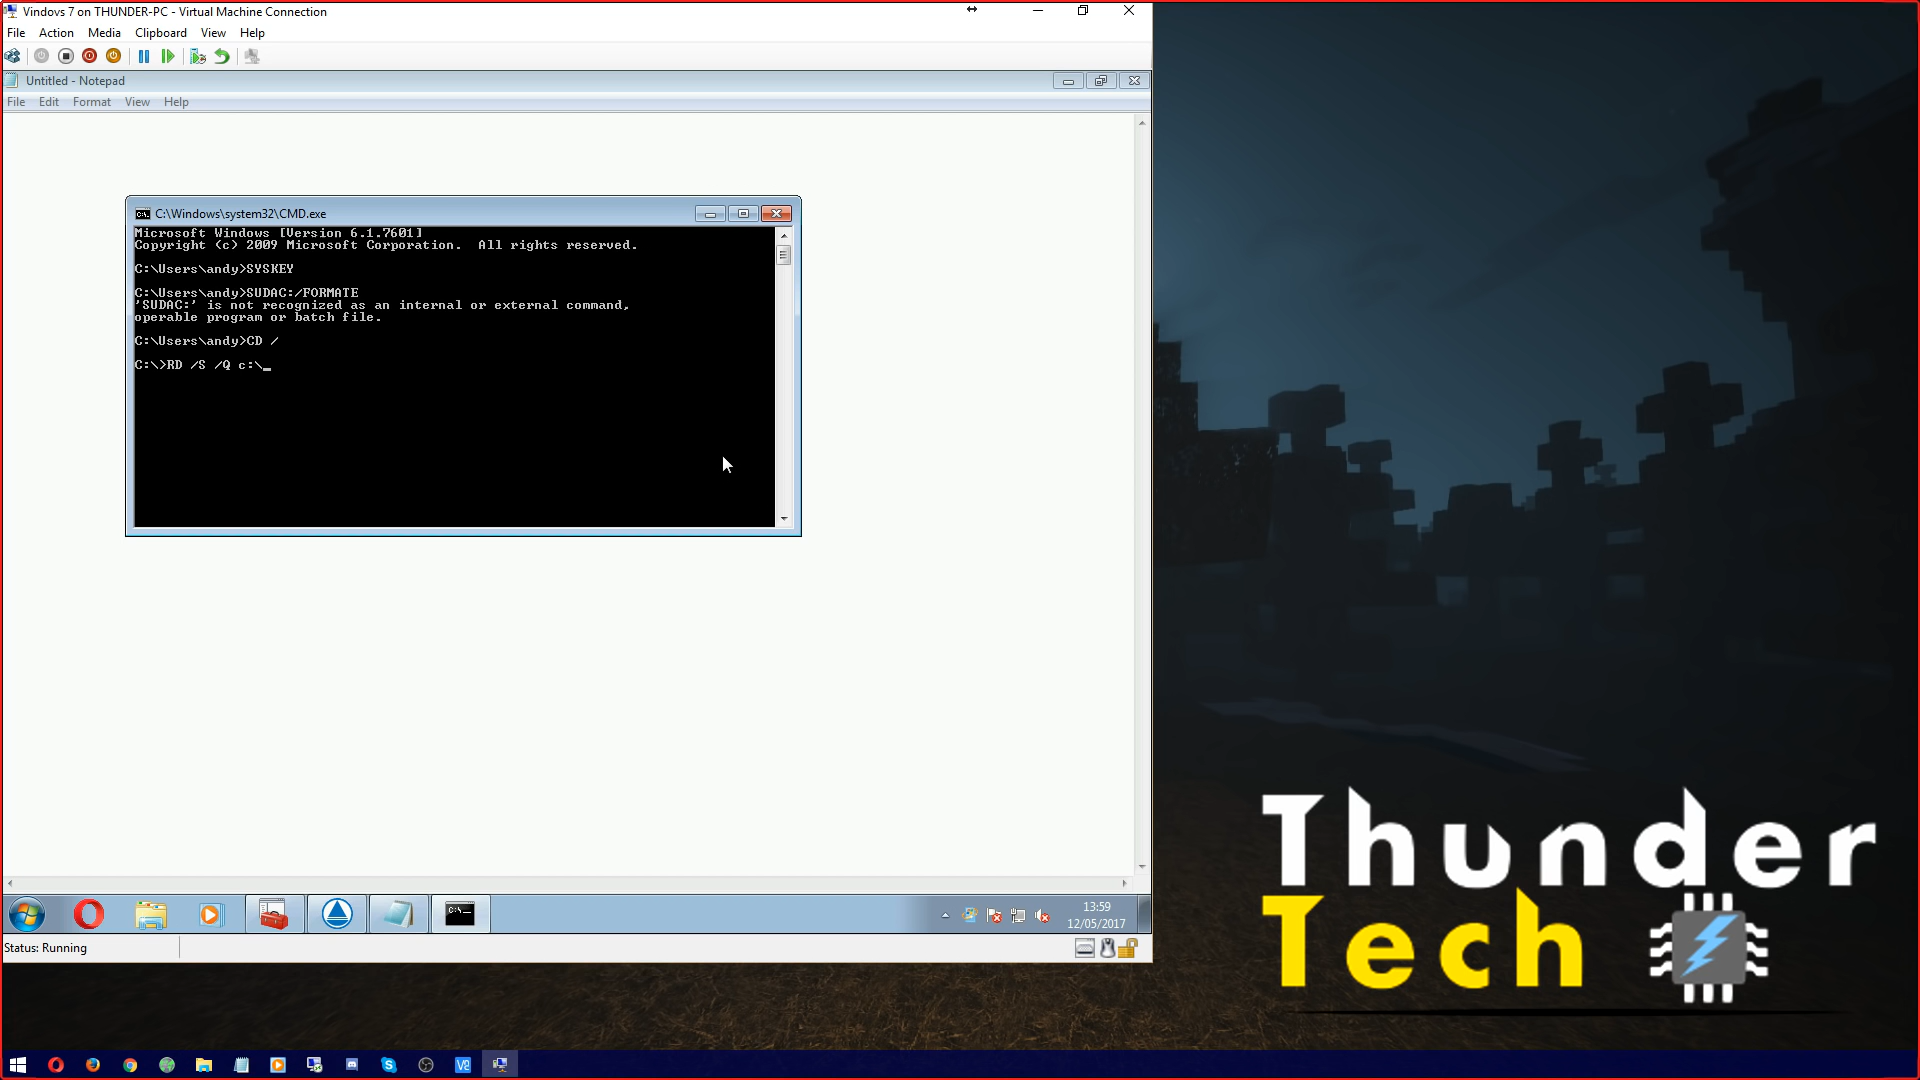 Vindovs 7 on THUNDER-PC - Virtual Machine Connection
File Action Media Clipboard View Help
Untitled - Notepad
File Edit Format View Help
C:\Windows\system32\CMD.exe
Microsoft Windows [Version 6.1.7601]
Copyright (c) 2009 Microsoft Corporation.  All rights reserved.
C:\Users\andy>SYSKEY
C:\Users\andy>SUDAC:/FORMATE
'SUDAC:' is not recognized as an internal or external command,
operable program or batch file.
C:\Users\andy>CD /
C:\>RD /S /Q c:\_
Thunder
Tech
13:59
12/05/2017
Status: Running